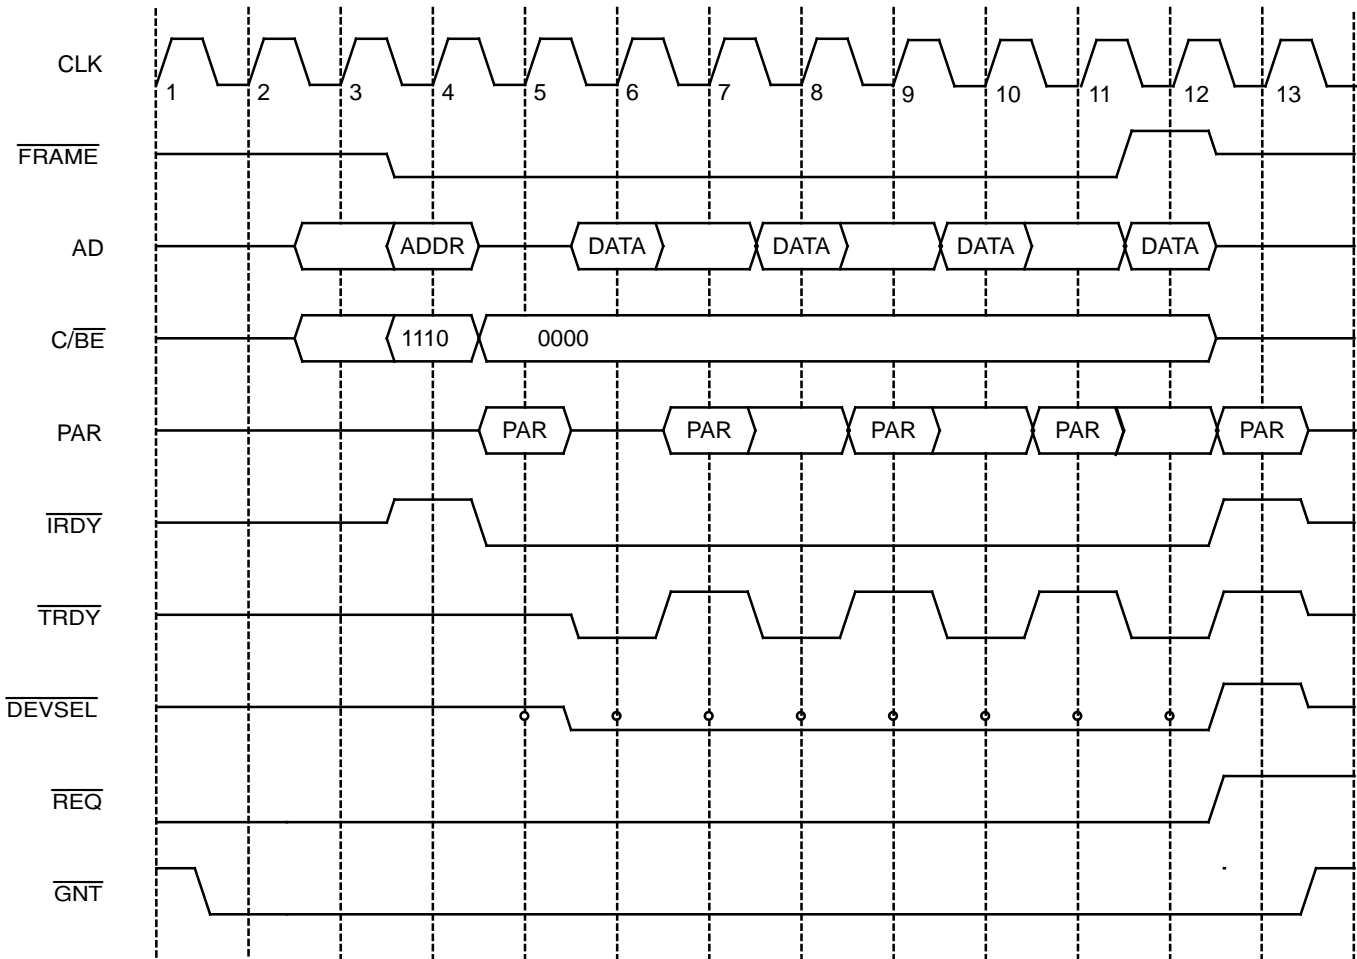 CLK
1 2 3 4 5 6 7 8 9 10 11 12 13
FRAME
AD ADDR DATA DATA DATA DATA
C/BE 1110 0000
PAR PAR PAR PAR PAR PAR
IRDY
TRDY
DEVSEL
REQ
GNT